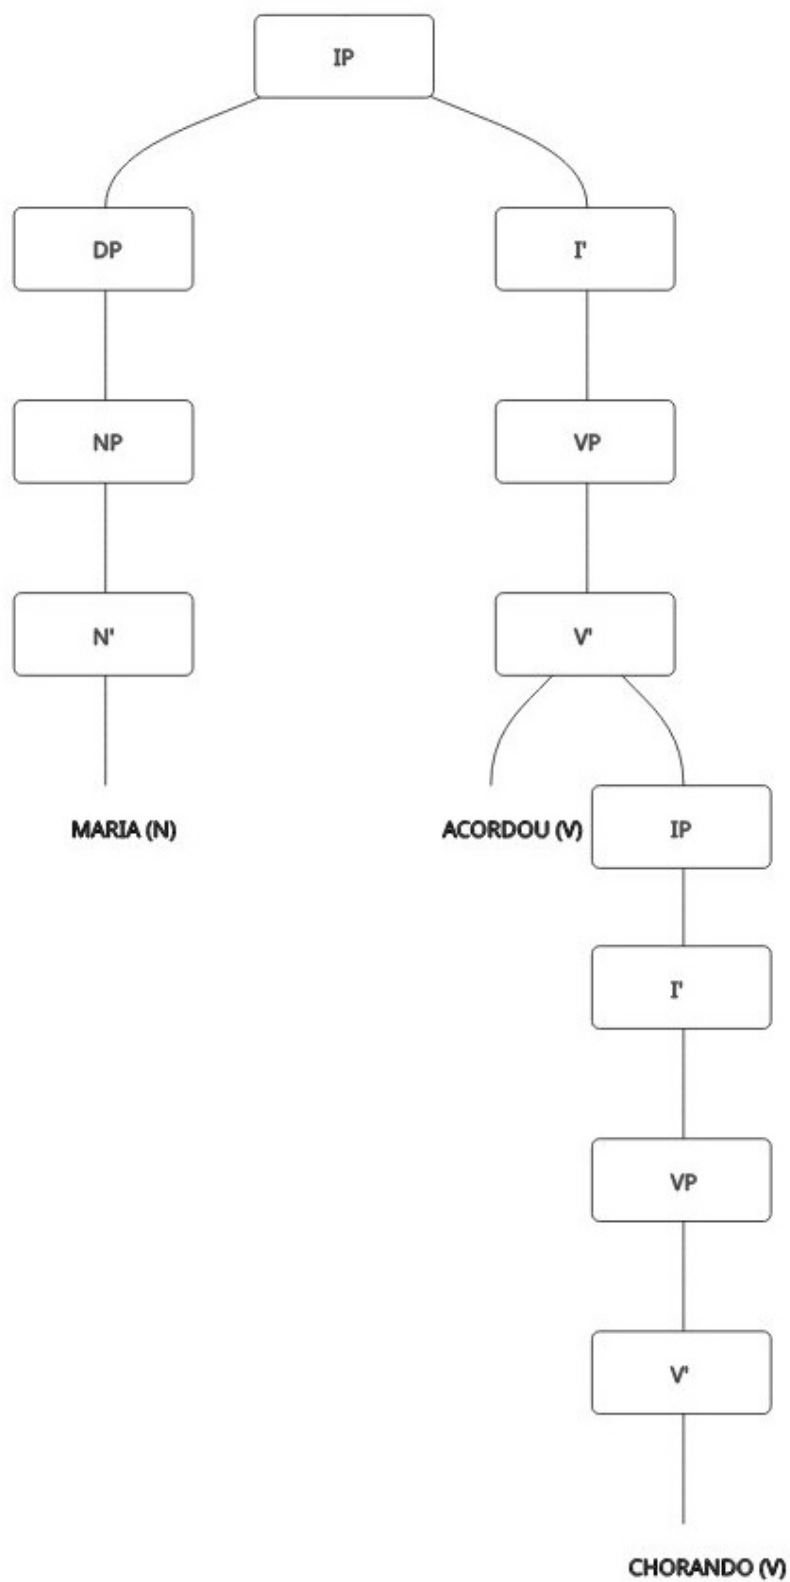 IP
DP
I'
NP
VP
N'
V'
MARIA (N)
ACORDOU (V)
IP
I'
VP
V'
CHORANDO (V)